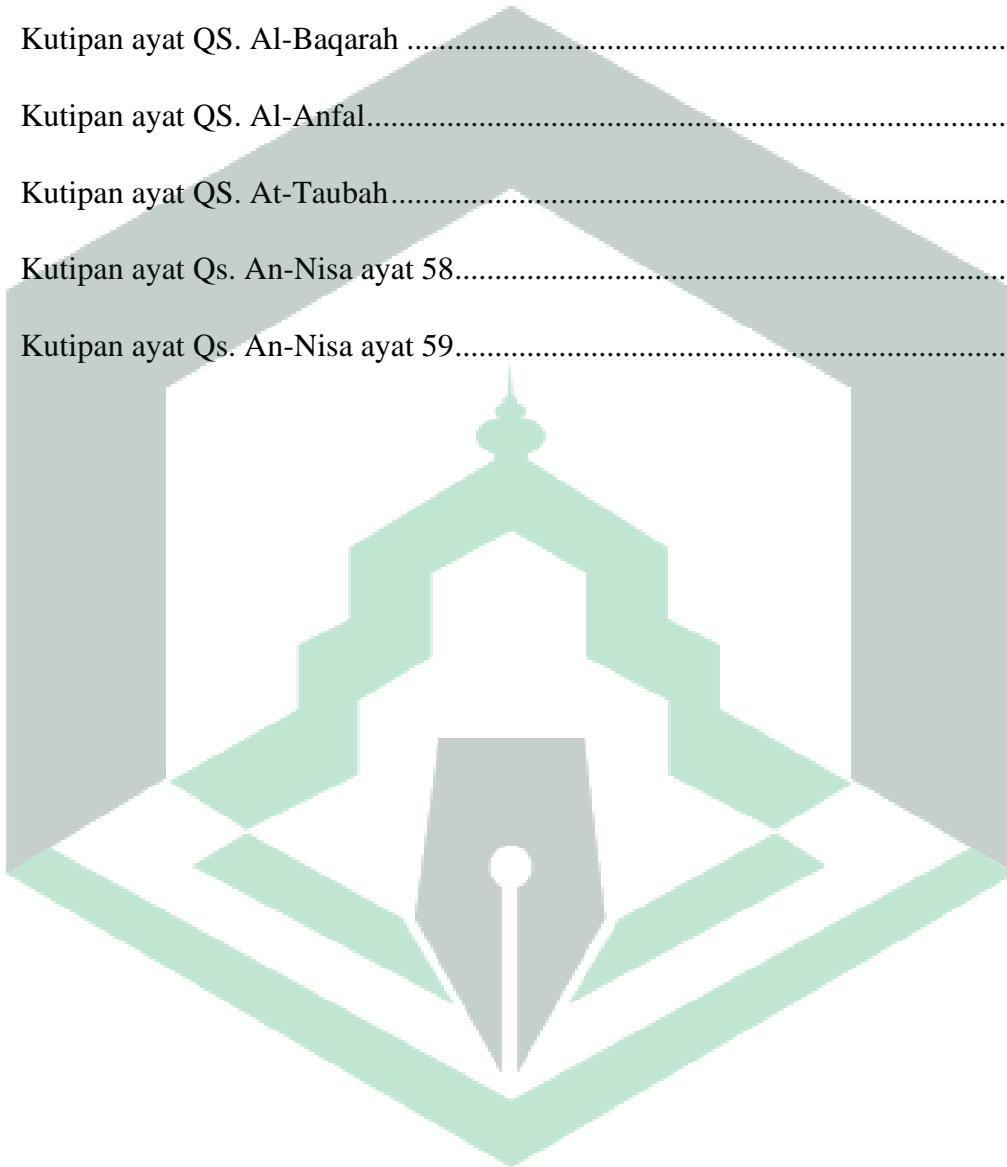 Kutipan ayat QS. Al-Baqarah ...........................................................................
Kutipan ayat QS. Al-Anfal................................................................................
Kutipan ayat QS. At-Taubah.............................................................................
Kutipan ayat Qs. An-Nisa ayat 58.....................................................................
Kutipan ayat Qs. An-Nisa ayat 59.....................................................................